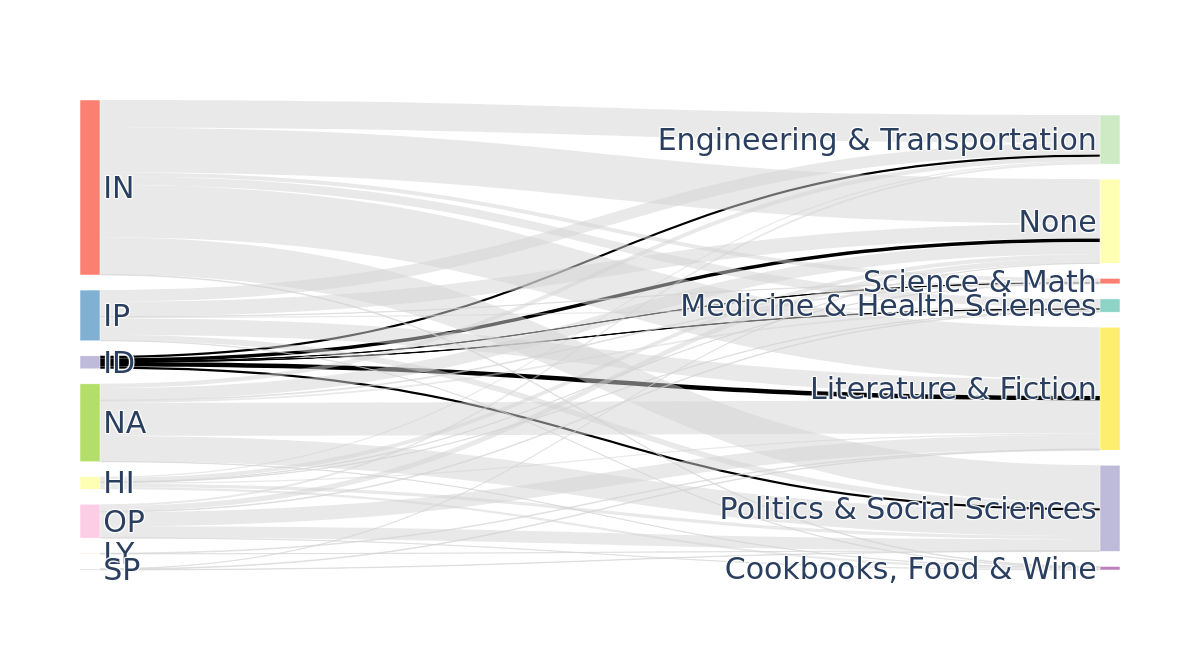 IN
IP
ID
NA
HI
OP
LY
SP
Engineering & Transportation
None
Science & Math
Medicine & Health Sciences
Literature & Fiction
Politics & Social Sciences
Cookbooks, Food & Wine